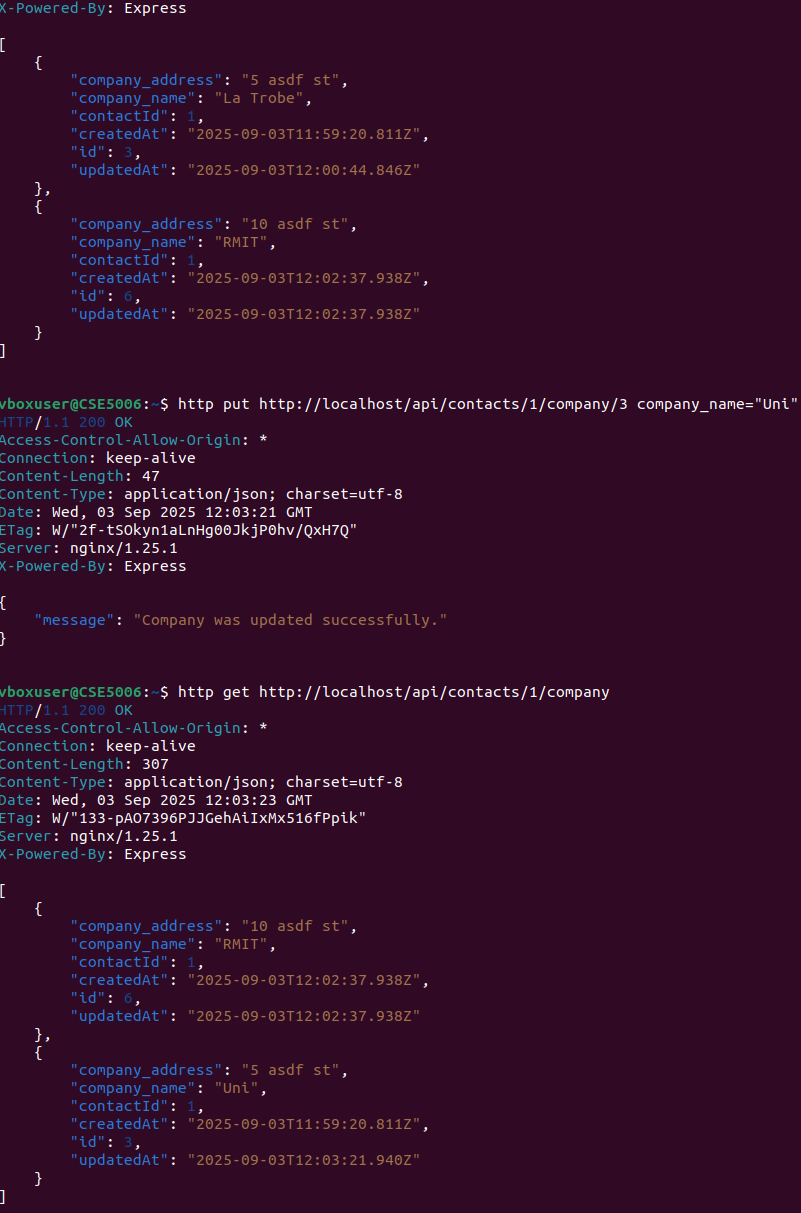 X-Powered-By: Express
[
    {
        "company_address": "5 asdf st",
        "company_name": "La Trobe",
        "contactId": 1,
        "createdAt": "2025-09-03T11:59:20.811Z",
        "id": 3,
        "updatedAt": "2025-09-03T12:00:44.846Z"
    },
    {
        "company_address": "10 asdf st",
        "company_name": "RMIT",
        "contactId": 1,
        "createdAt": "2025-09-03T12:02:37.938Z",
        "id": 6,
        "updatedAt": "2025-09-03T12:02:37.938Z"
    }
]
vboxuser@CSE5006:~$ http put http://localhost/api/contacts/1/company/3 company_name="Uni"
HTTP/1.1 200 OK
Access-Control-Allow-Origin: *
Connection: keep-alive
Content-Length: 47
Content-Type: application/json; charset=utf-8
Date: Wed, 03 Sep 2025 12:03:21 GMT
ETag: W/"2f-tSOkyn1aLnHg00JkjP0hv/QxH7Q"
Server: nginx/1.25.1
X-Powered-By: Express
{
    "message": "Company was updated successfully."
}
vboxuser@CSE5006:~$ http get http://localhost/api/contacts/1/company
HTTP/1.1 200 OK
Access-Control-Allow-Origin: *
Connection: keep-alive
Content-Length: 307
Content-Type: application/json; charset=utf-8
Date: Wed, 03 Sep 2025 12:03:23 GMT
ETag: W/"133-pAO7396PJJGehAiIxMx516fPpik"
Server: nginx/1.25.1
X-Powered-By: Express
[
    {
        "company_address": "10 asdf st",
        "company_name": "RMIT",
        "contactId": 1,
        "createdAt": "2025-09-03T12:02:37.938Z",
        "id": 6,
        "updatedAt": "2025-09-03T12:02:37.938Z"
    },
    {
        "company_address": "5 asdf st",
        "company_name": "Uni",
        "contactId": 1,
        "createdAt": "2025-09-03T11:59:20.811Z",
        "id": 3,
        "updatedAt": "2025-09-03T12:03:21.940Z"
    }
]